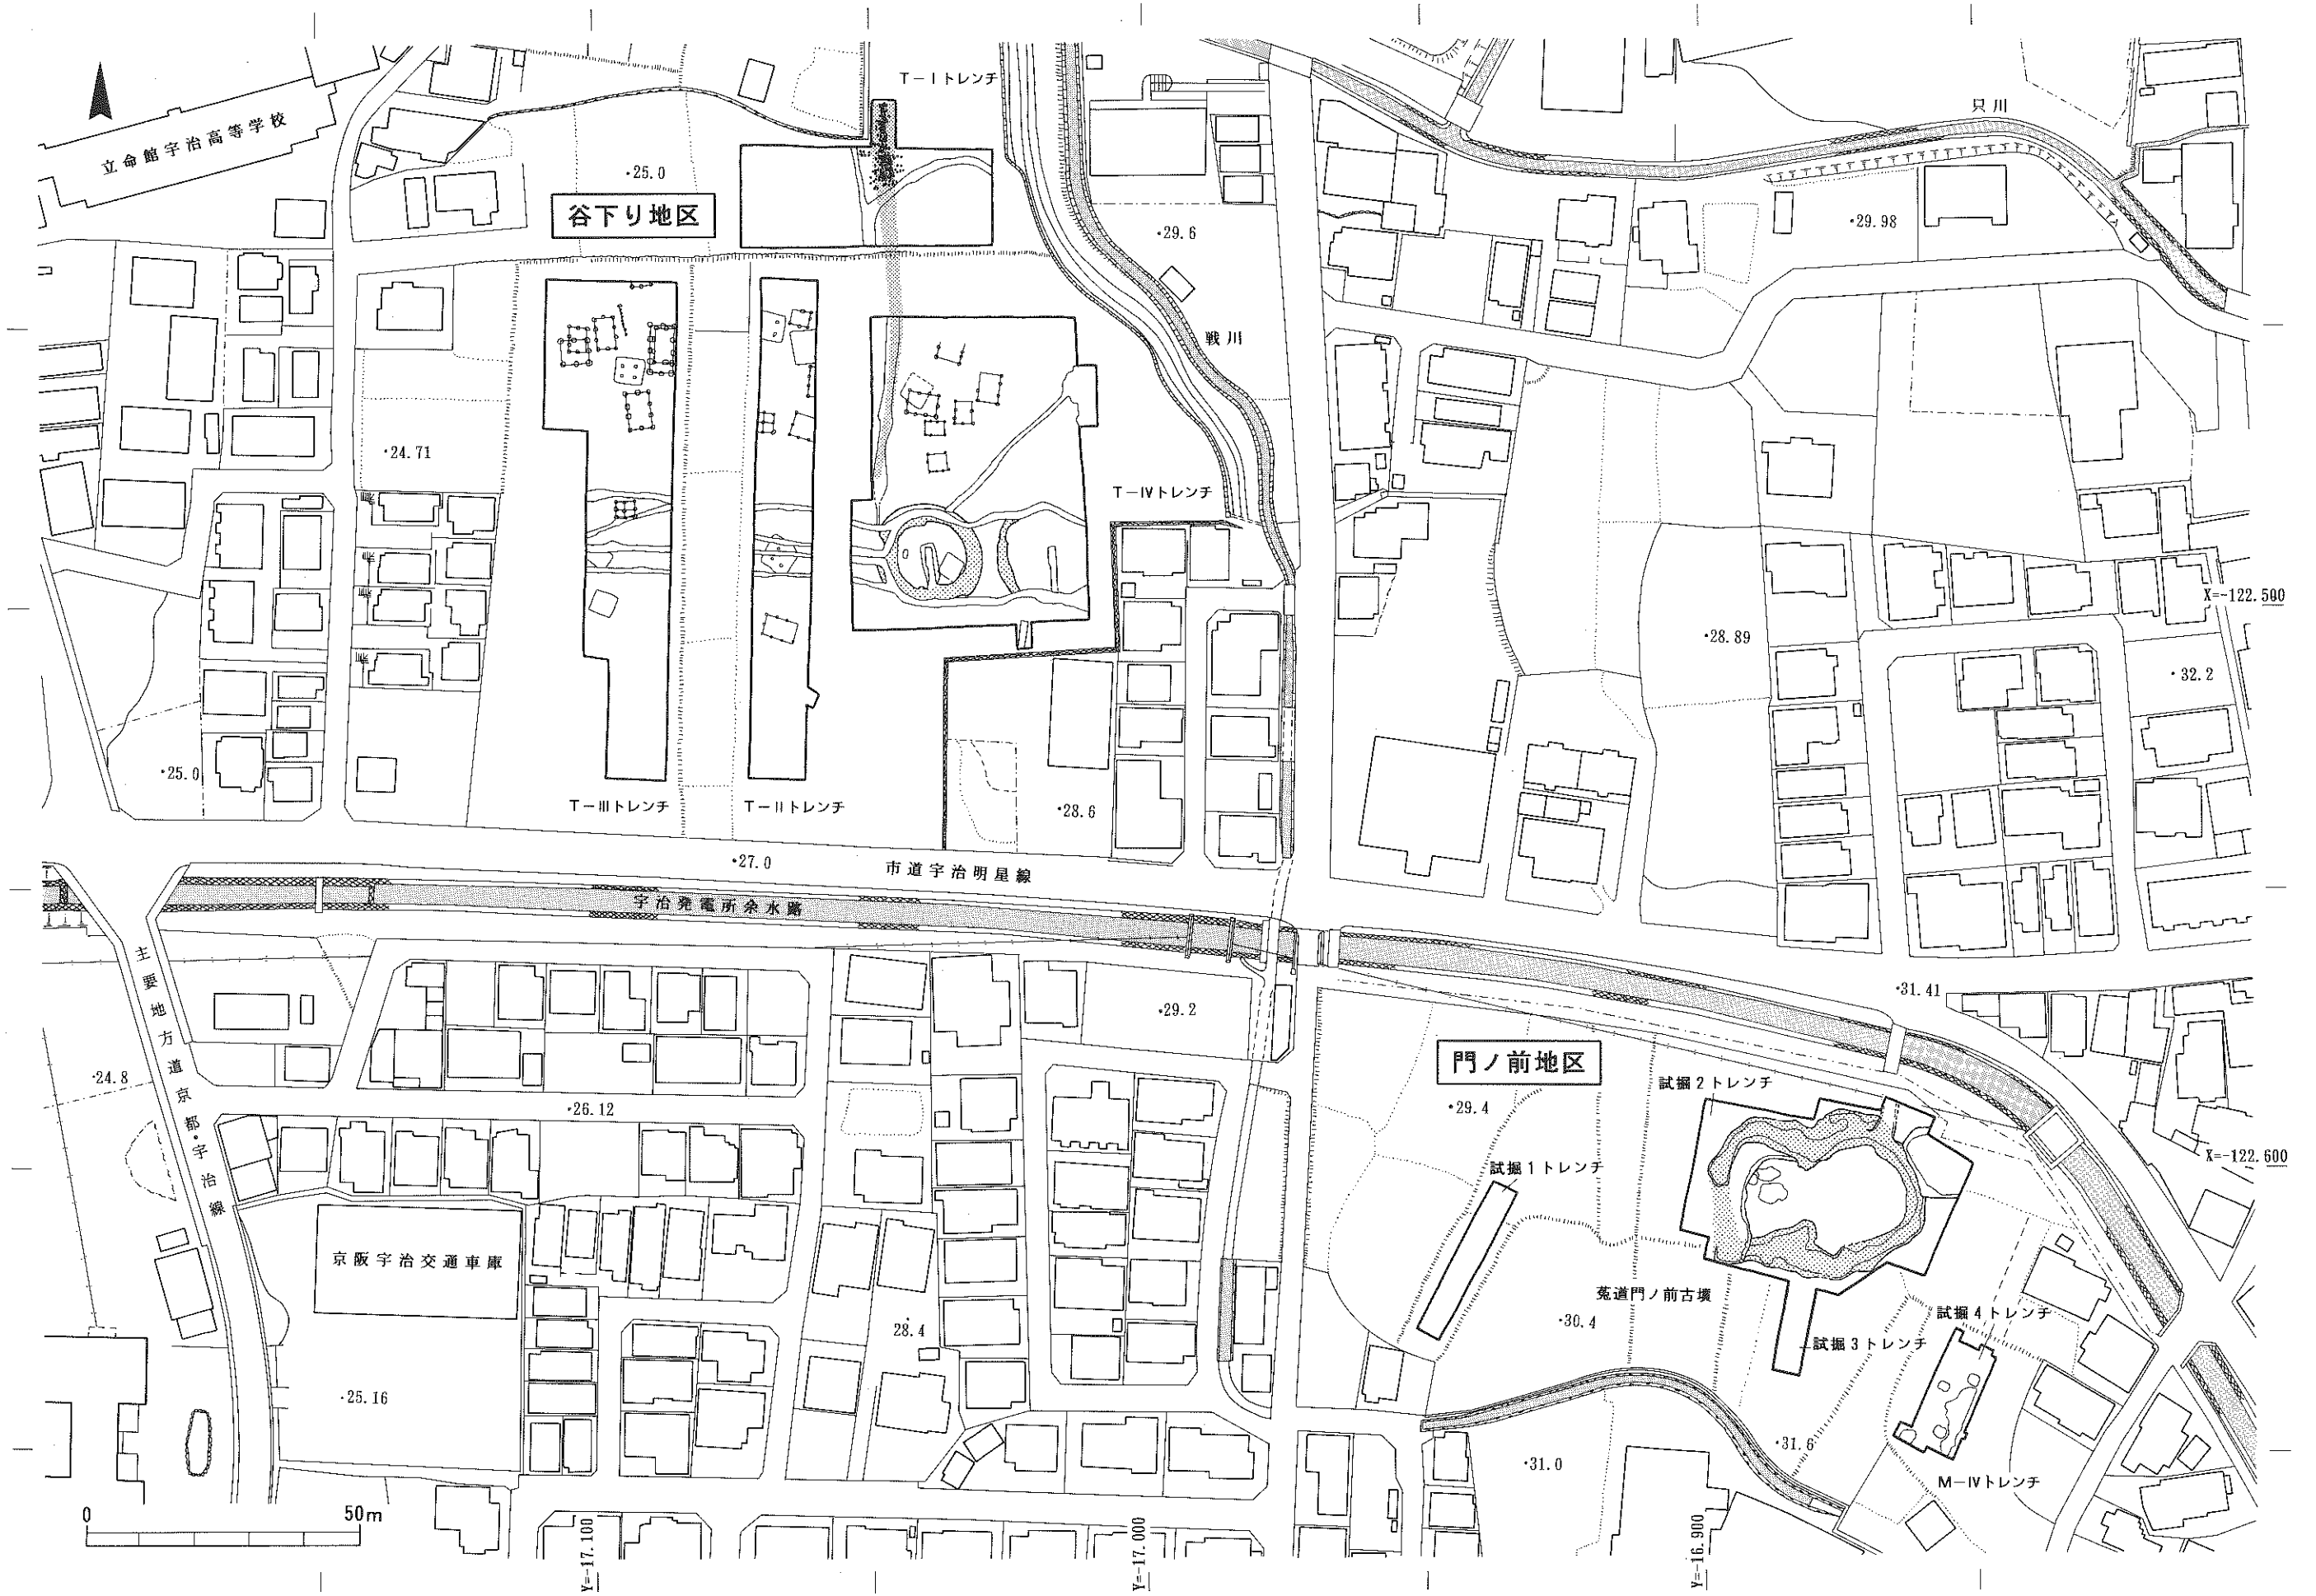 T－Ⅰトレンチ
只川
立命館宇治高等学校
・25.0
谷下り地区
・29.6
・29.98
戦川
・24.71
T－Ⅳトレンチ
X=-122.500
・28.89
・32.2
・25.0
T－Ⅲトレンチ
T－Ⅱトレンチ
・28.6
・27.0
市道宇治明星線
宇治発電所余水路
主要地方道京都・宇治線
・31.41
・29.2
門ノ前地区
・24.8
・26.12
・29.4
試掘2トレンチ
試掘1トレンチ
X=-122.600
京阪宇治交通車庫
菟道門ノ前古墳
・30.4
28.4
試掘4トレンチ
試掘3トレンチ
・25.16
・31.6
・31.0
M－Ⅳトレンチ
0
50m
Y=-17.100
Y=-17.000
Y=-16.900